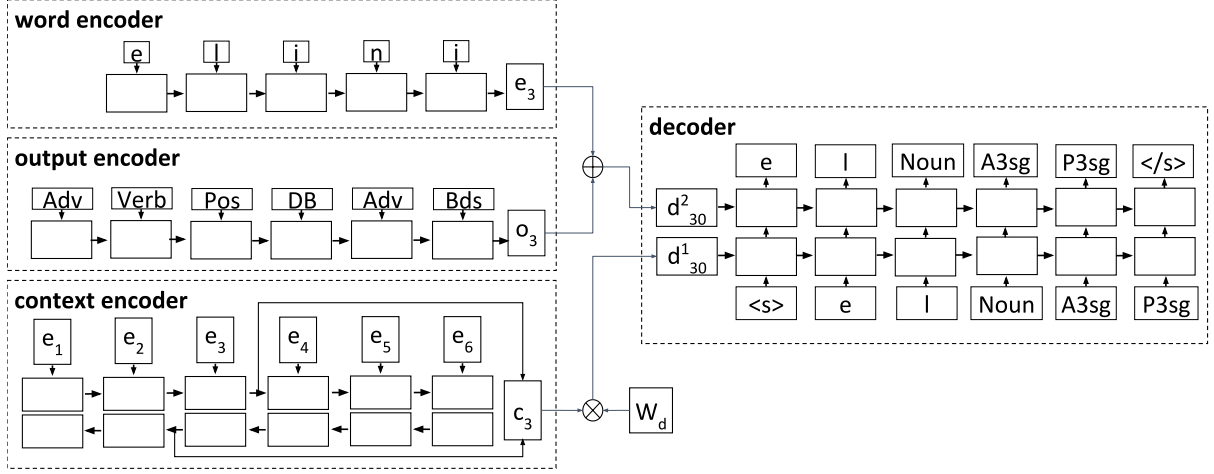 word encoder
e l i n i
e3
output encoder
Adv Verb Pos DB Adv Bds
o3
context encoder
e1 e2 e3 e4 e5 e6
c3
Wd
decoder
e l Noun A3sg P3sg </s>
d²30
d¹30
<s> e l Noun A3sg P3sg